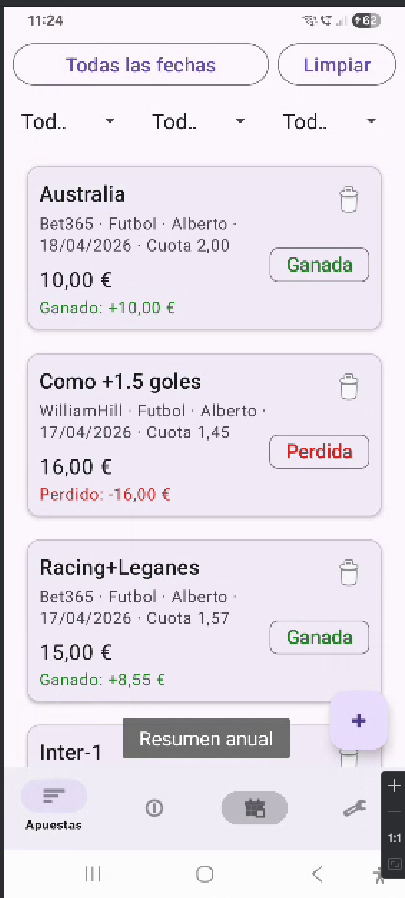 11:24
62
Todas las fechas
Limpiar
Tod..
Tod..
Tod..
Australia
Bet365 · Futbol · Alberto ·
18/04/2026 · Cuota 2,00
Ganada
10,00 €
Ganado: +10,00 €
Como +1.5 goles
WilliamHill · Futbol · Alberto ·
17/04/2026 · Cuota 1,45
Perdida
16,00 €
Perdido: -16,00 €
Racing+Leganes
Bet365 · Futbol · Alberto ·
17/04/2026 · Cuota 1,57
Ganada
15,00 €
Ganado: +8,55 €
+
Inter-1
Resumen anual
Apuestas
1:1